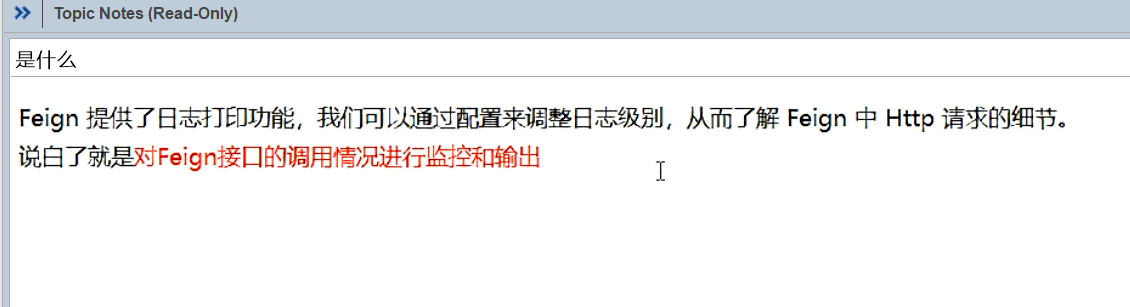 Topic Notes (Read-Only)
是什么
Feign 提供了日志打印功能，我们可以通过配置来调整日志级别，从而了解 Feign 中 Http 请求的细节。
说白了就是对Feign接口的调用情况进行监控和输出